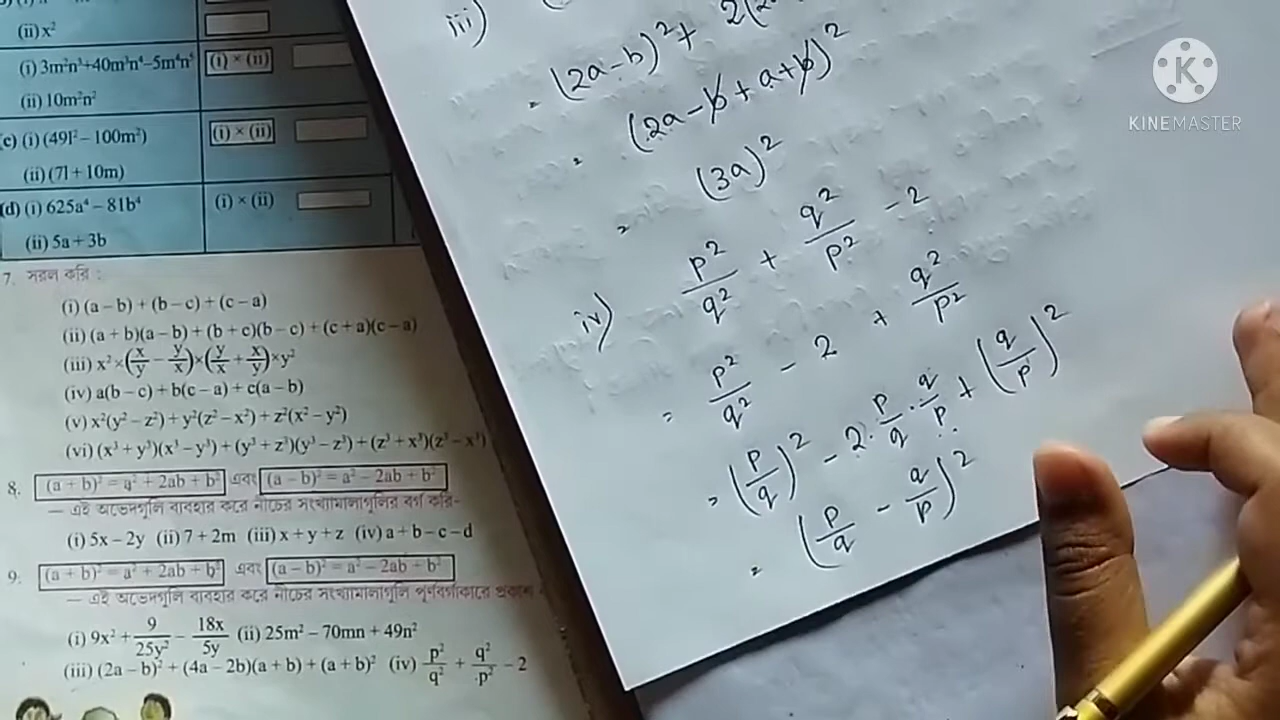 (ii) x²
(i) 3m²n³+40m³n⁴–5m⁴n⁵ (i) × (ii)
(ii) 10m²n²
(c) (i) (49l² – 100m²) (i) × (ii)
(ii) (7l + 10m)
(d) (i) 625a⁴ – 81b⁴ (i) × (ii)
(ii) 5a + 3b
7. সরল করি :
(i) (a – b) + (b – c) + (c – a)
(ii) (a + b)(a – b) + (b + c)(b – c) + (c + a)(c – a)
(iii) x² × (x/y – y/x) × (y/x + x/y) × y²
(iv) a(b – c) + b(c – a) + c(a – b)
(v) x²(y² – z²) + y²(z² – x²) + z²(x² – y²)
(vi) (x³ + y³)(x³ – y³) + (y³ + z³)(y³ – z³) + (z³ + x³)(z³ – x³)
8. (a + b)² = a² + 2ab + b² এবং (a – b)² = a² – 2ab + b²
— এই অভেদগুলি ব্যবহার করে নীচের সংখ্যামালাগুলির বর্গ করি-
(i) 5x – 2y (ii) 7 + 2m (iii) x + y + z (iv) a + b – c – d
9. (a + b)² = a² + 2ab + b² এবং (a – b)² = a² – 2ab + b²
— এই অভেদগুলি ব্যবহার করে নীচের সংখ্যামালাগুলি পূর্ণবর্গাকারে প্রকাশ
(i) 9x² + 9/25y² – 18x/5y (ii) 25m² – 70mn + 49n²
(iii) (2a – b)² + (4a – 2b)(a + b) + (a + b)² (iv) p²/q² + q²/p² – 2
iii)
= (2a – b)² + 2(2a
= (2a – b + a + b)²
= (3a)²
iv) p²/q² + q²/p² – 2
= p²/q² – 2 + q²/p²
= (p/q)² – 2·p/q·q/p + (q/p)²
= (p/q – q/p)²
K
KINEMASTER